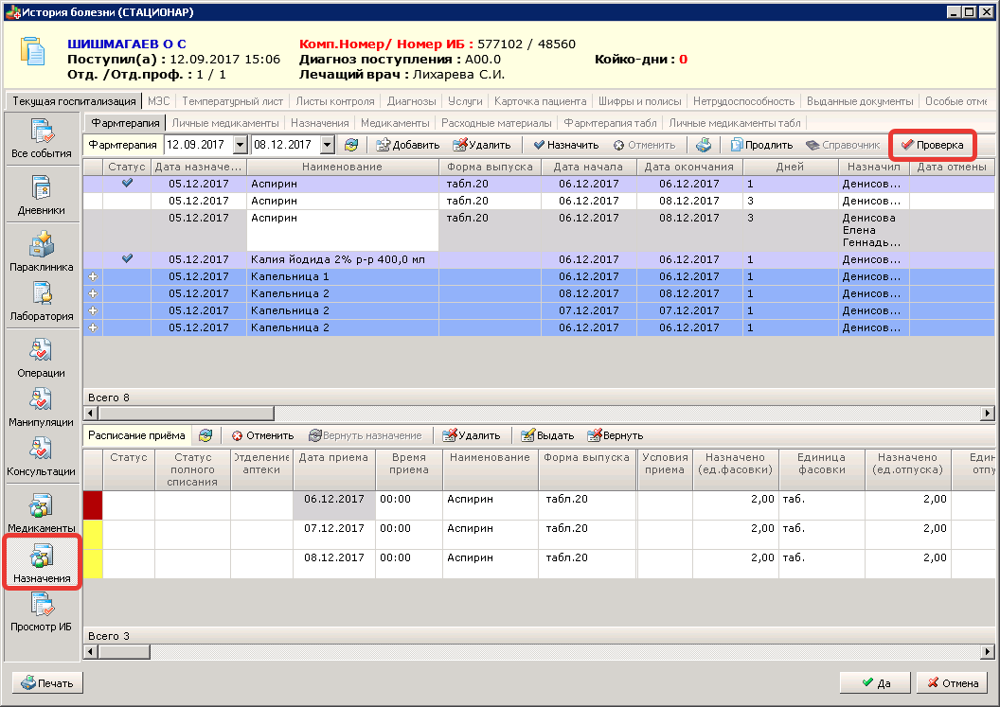 История болезни (СТАЦИОНАР)
ШИШМАГАЕВ О С
Комп.Номер/ Номер ИБ : 577102 / 48560
Поступил(а) : 12.09.2017 15:06
Диагноз поступления : A00.0
Койко-дни : 0
Отд. /Отд.проф. : 1 / 1
Лечащий врач : Лихарева С.И.
Текущая госпитализация МЭС Температурный лист Листы контроля Диагнозы Услуги Карточка пациента Шифры и полисы Нетрудоспособность Выданные документы Особые отме
Фармтерапия Личные медикаменты Назначения Медикаменты Расходные материалы Фармтерапия табл Личные медикаменты табл
Фармтерапия 12.09.2017 08.12.2017 Добавить Удалить Назначить Отменить Продлить Справочник Проверка
Статус Дата назначе... Наименование Форма выпуска Дата начала Дата окончания Дней Назначил Дата отмены
05.12.2017 Аспирин табл.20 06.12.2017 06.12.2017 1 Денисов...
05.12.2017 Аспирин табл.20 06.12.2017 08.12.2017 3 Денисов...
05.12.2017 Аспирин табл.20 06.12.2017 08.12.2017 3 Денисова
Елена
Геннадь...
05.12.2017 Калия йодида 2% р-р 400,0 мл 06.12.2017 06.12.2017 1 Денисов...
05.12.2017 Капельница 1 06.12.2017 06.12.2017 1 Денисов...
05.12.2017 Капельница 2 08.12.2017 08.12.2017 1 Денисов...
05.12.2017 Капельница 2 07.12.2017 07.12.2017 1 Денисов...
05.12.2017 Капельница 2 06.12.2017 06.12.2017 1 Денисов...
Всего 8
Все события
Дневники
Параклиника
Лаборатория
Операции
Манипуляции
Консультации
Медикаменты
Назначения
Просмотр ИБ
Расписание приёма Отменить Вернуть назначение Удалить Выдать Вернуть
Статус Статус полного списания Отделение аптеки Дата приема Время приема Наименование Форма выпуска Условия приема Назначено (ед.фасовки) Единица фасовки Назначено (ед.отпуска) Един отпу
06.12.2017 00:00 Аспирин табл.20 2,00 таб. 2,00
07.12.2017 00:00 Аспирин табл.20 2,00 таб. 2,00
08.12.2017 00:00 Аспирин табл.20 2,00 таб. 2,00
Всего 3
Печать Да Отмена